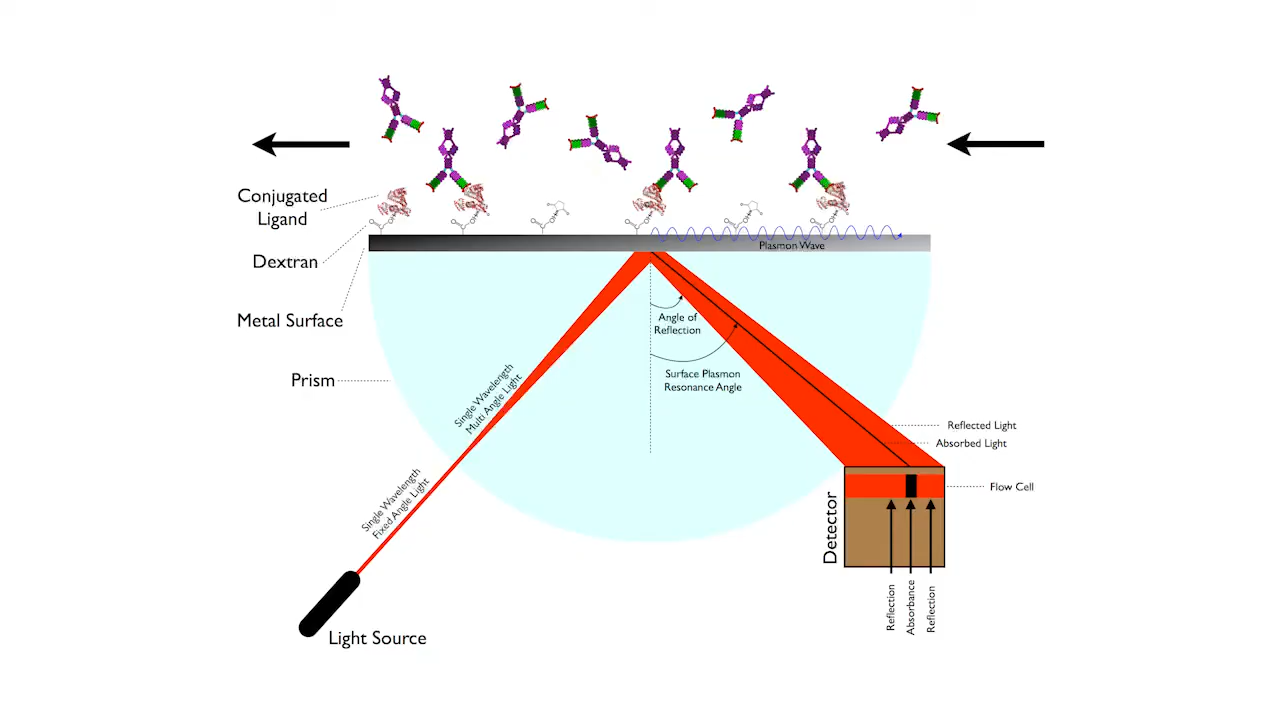 Conjugated
Ligand
Dextran
Metal Surface
Prism
Plasmon Wave
Angle of
Reflection
Surface Plasmon
Resonance Angle
Single Wavelength
Multi Angle Light
Single Wavelength
Fixed Angle Light
Reflected Light
Absorbed Light
Flow Cell
Detector
Reflection
Absorbance
Reflection
Light Source